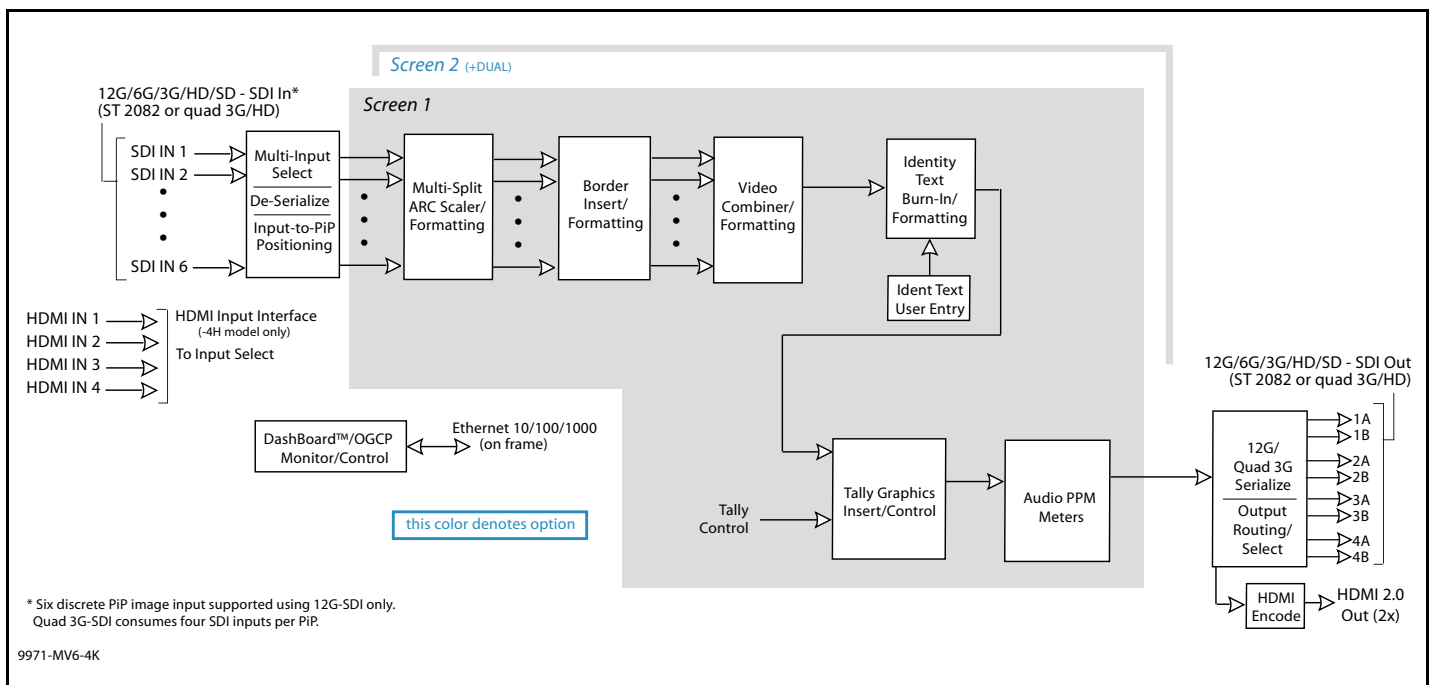 Screen 2 (+DUAL)
12G/6G/3G/HD/SD - SDI In*
(ST 2082 or quad 3G/HD)
Screen 1
SDI IN 1
SDI IN 2
SDI IN 6
Multi-Input
Select
De-Serialize
Input-to-PiP
Positioning
Multi-Split
ARC Scaler/
Formatting
Border
Insert/
Formatting
Video
Combiner/
Formatting
Identity
Text
Burn-In/
Formatting
Ident Text
User Entry
HDMI IN 1
HDMI IN 2
HDMI IN 3
HDMI IN 4
HDMI Input Interface
(-4H model only)
To Input Select
DashBoard™/OGCP
Monitor/Control
Ethernet 10/100/1000
(on frame)
this color denotes option
Tally
Control
Tally Graphics
Insert/Control
Audio PPM
Meters
12G/6G/3G/HD/SD - SDI Out
(ST 2082 or quad 3G/HD)
12G/
Quad 3G
Serialize
Output
Routing/
Select
1A
1B
2A
2B
3A
3B
4A
4B
HDMI
Encode
HDMI 2.0
Out (2x)
* Six discrete PiP image input supported using 12G-SDI only.
Quad 3G-SDI consumes four SDI inputs per PiP.
9971-MV6-4K